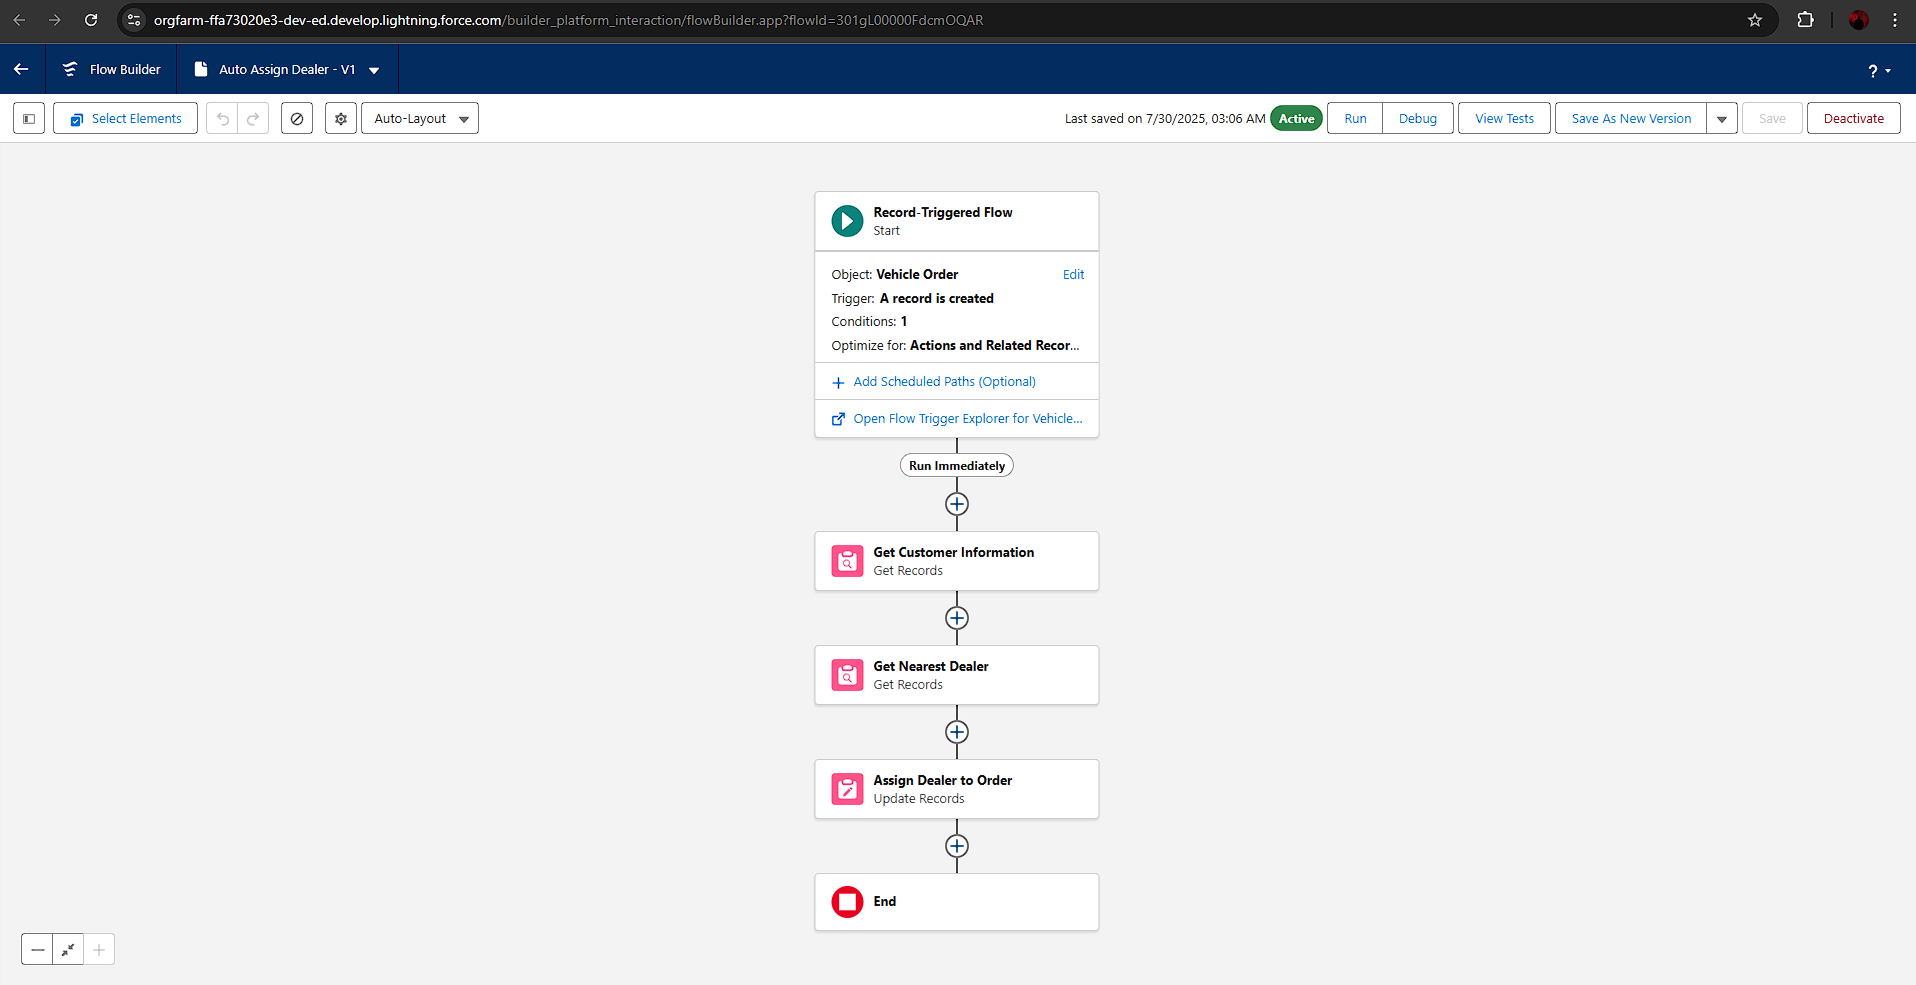 orgfarm-ffa73020e3-dev-ed.develop.lightning.force.com/builder_platform_interaction/flowBuilder.app?flowId=301gL00000FdcmOQAR
Flow Builder
Auto Assign Dealer - V1
?
Select Elements
Auto-Layout
Last saved on 7/30/2025, 03:06 AM
Active
Run
Debug
View Tests
Save As New Version
Save
Deactivate
Record-Triggered Flow
Start
Object: Vehicle Order
Edit
Trigger: A record is created
Conditions: 1
Optimize for: Actions and Related Recor...
Add Scheduled Paths (Optional)
Open Flow Trigger Explorer for Vehicle...
Run Immediately
Get Customer Information
Get Records
Get Nearest Dealer
Get Records
Assign Dealer to Order
Update Records
End